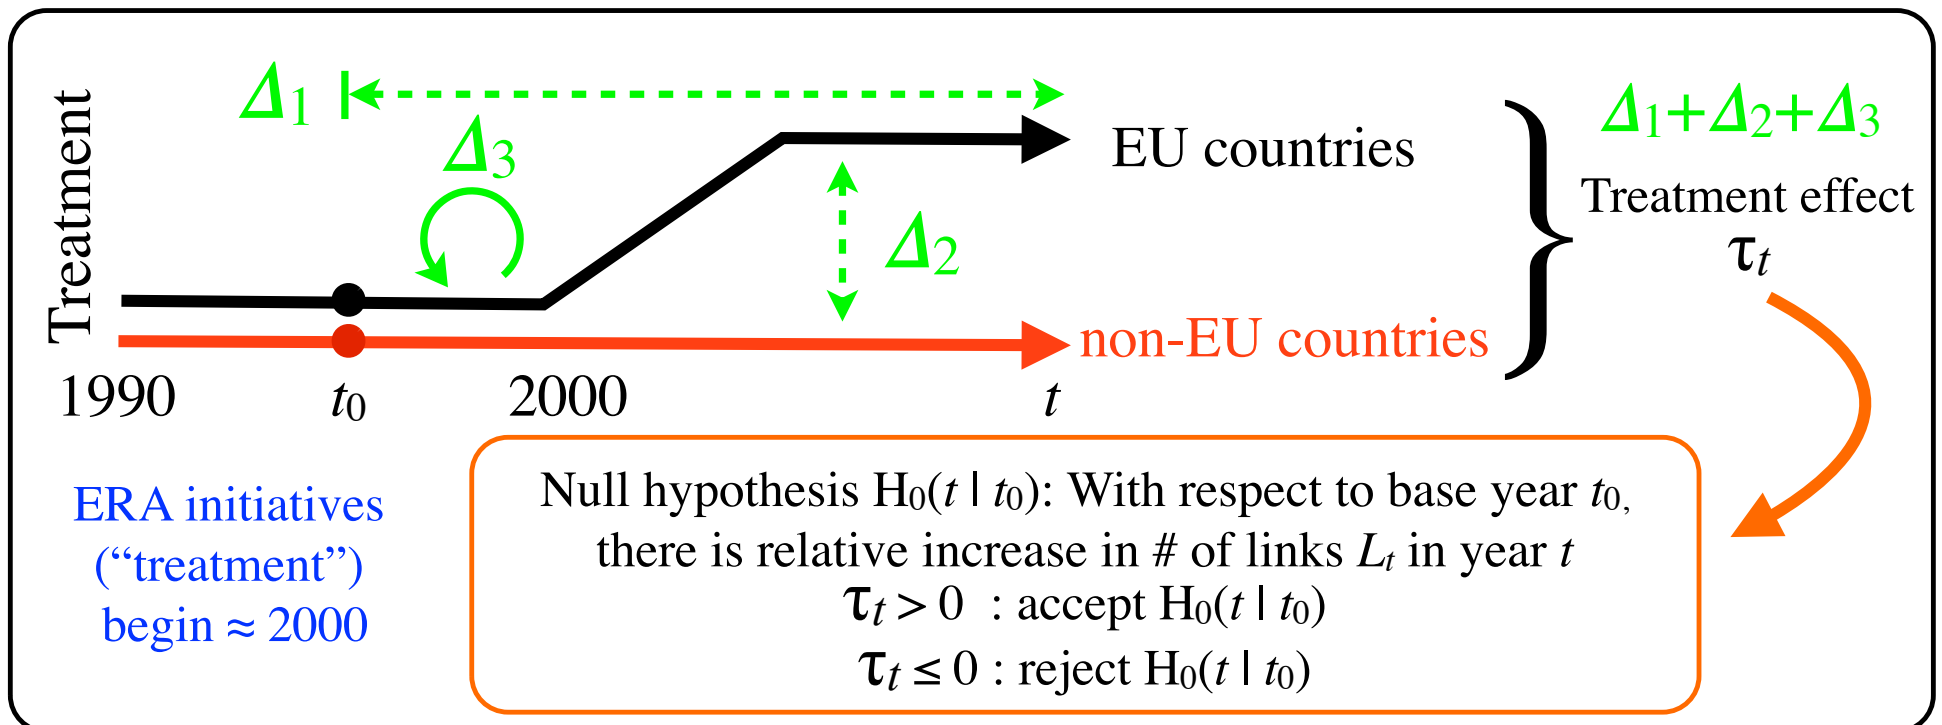 Δ1
Δ1+Δ2+Δ3
Δ3
EU countries
Treatment
Treatment effect
τt
Δ2
non-EU countries
1990 t0 2000 t
ERA initiatives
(“treatment”)
begin ≈ 2000
Null hypothesis H0(t | t0): With respect to base year t0,
there is relative increase in # of links Lt in year t
τt > 0 : accept H0(t | t0)
τt ≤ 0 : reject H0(t | t0)